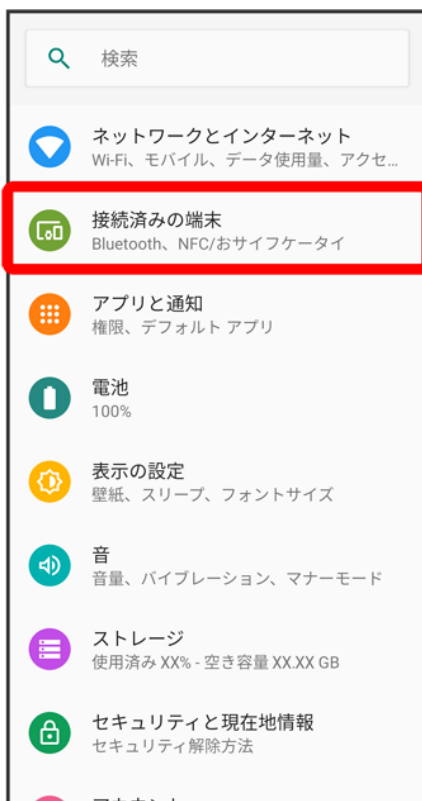 検索
ネットワークとインターネット
Wi-Fi、モバイル、データ使用量、アクセ...
接続済みの端末
Bluetooth、NFC/おサイフケータイ
アプリと通知
権限、デフォルト アプリ
電池
100%
表示の設定
壁紙、スリープ、フォントサイズ
音
音量、バイブレーション、マナーモード
ストレージ
使用済み XX% - 空き容量 XX.XX GB
セキュリティと現在地情報
セキュリティ解除方法